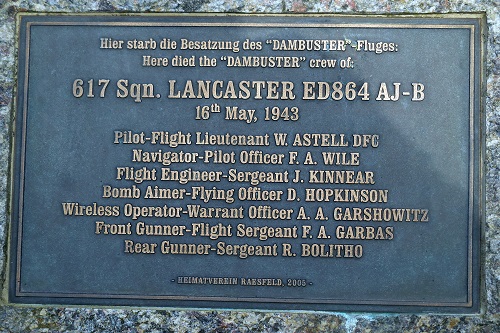 Hier starb die Besatzung des "DAMBUSTER"-Fluges:
Here died the "DAMBUSTER" crew of:
617 Sqn. LANCASTER ED864 AJ-B
16th May, 1943
Pilot-Flight Lieutenant W. ASTELL DFC
Navigator-Pilot Officer F. A. WILE
Flight Engineer-Sergeant J. KINNEAR
Bomb Aimer-Flying Officer D. HOPKINSON
Wireless Operator-Warrant Officer A. A. GARSHOWITZ
Front Gunner-Flight Sergeant F. A. GARBAS
Rear Gunner-Sergeant R. BOLITHO
- HEIMATVEREIN RAESFELD, 2005 -